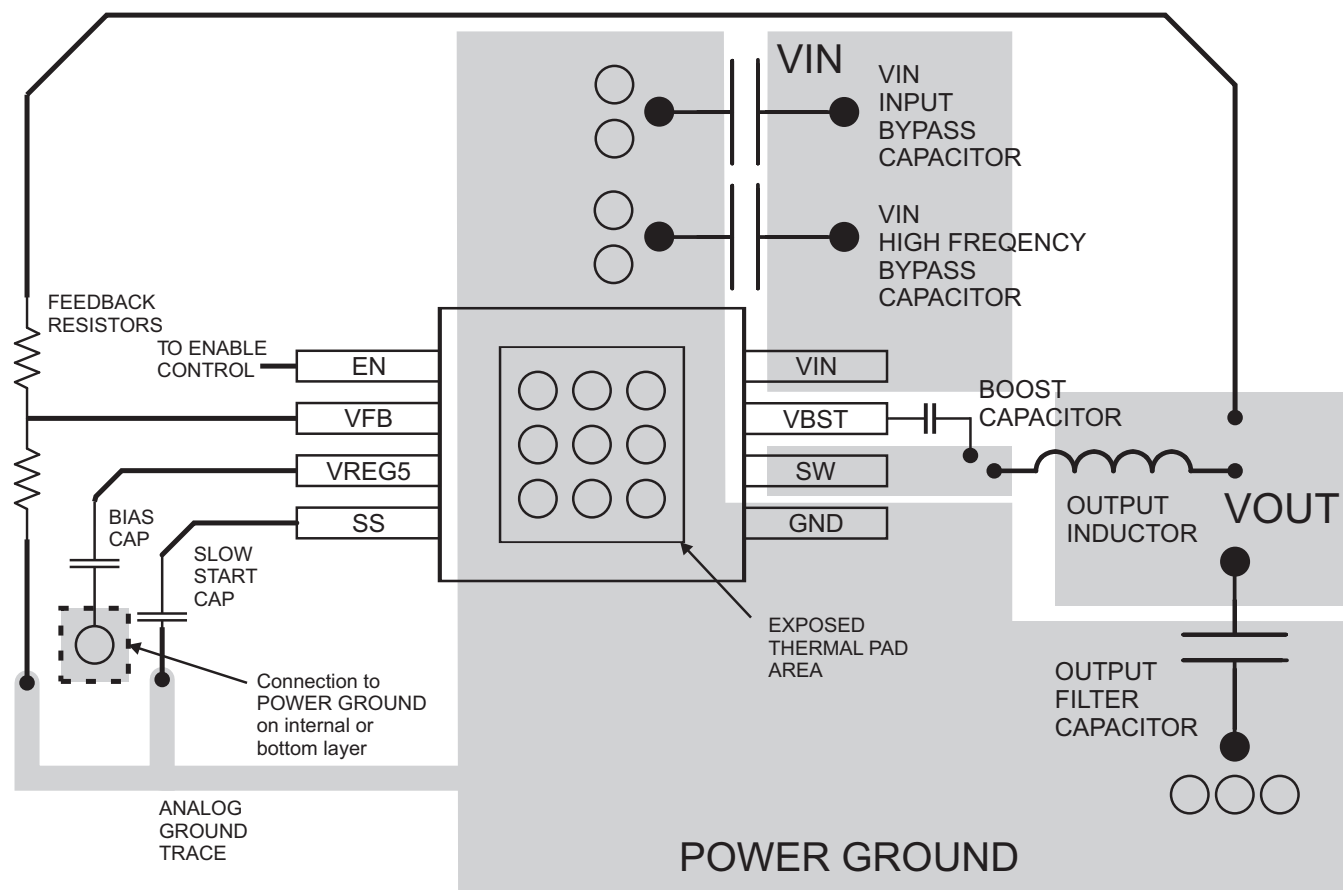 VIN
VIN
INPUT
BYPASS
CAPACITOR
VIN
HIGH FREQENCY
BYPASS
CAPACITOR
FEEDBACK
RESISTORS
TO ENABLE
CONTROL
EN
VFB
VREG5
SS
VIN
VBST
SW
GND
BOOST
CAPACITOR
OUTPUT
INDUCTOR
VOUT
BIAS
CAP
SLOW
START
CAP
EXPOSED
THERMAL PAD
AREA
Connection to
POWER GROUND
on internal or
bottom layer
OUTPUT
FILTER
CAPACITOR
ANALOG
GROUND
TRACE
POWER GROUND